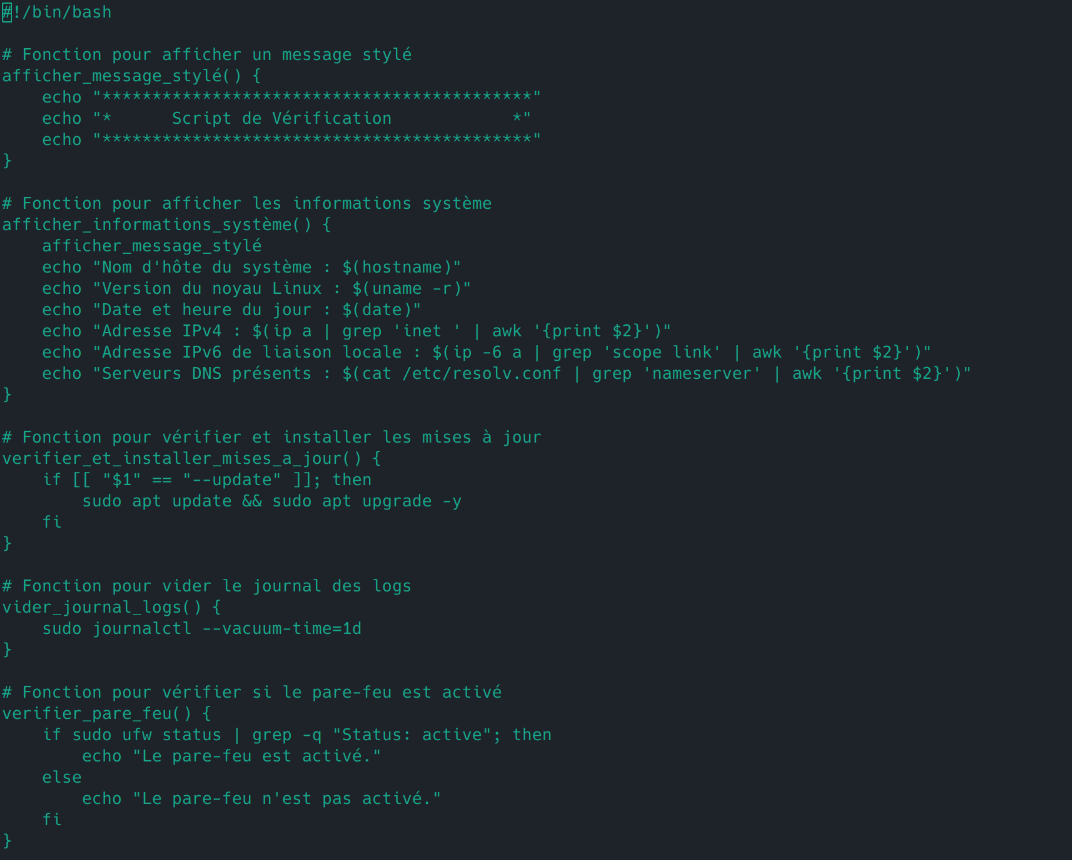 #!/bin/bash

# Fonction pour afficher un message stylé
afficher_message_stylé() {
    echo "*******************************************"
    echo "*      Script de Vérification            *"
    echo "*******************************************"
}

# Fonction pour afficher les informations système
afficher_informations_système() {
    afficher_message_stylé
    echo "Nom d'hôte du système : $(hostname)"
    echo "Version du noyau Linux : $(uname -r)"
    echo "Date et heure du jour : $(date)"
    echo "Adresse IPv4 : $(ip a | grep 'inet ' | awk '{print $2}')"
    echo "Adresse IPv6 de liaison locale : $(ip -6 a | grep 'scope link' | awk '{print $2}')"
    echo "Serveurs DNS présents : $(cat /etc/resolv.conf | grep 'nameserver' | awk '{print $2}')"
}

# Fonction pour vérifier et installer les mises à jour
verifier_et_installer_mises_a_jour() {
    if [[ "$1" == "--update" ]]; then
        sudo apt update && sudo apt upgrade -y
    fi
}

# Fonction pour vider le journal des logs
vider_journal_logs() {
    sudo journalctl --vacuum-time=1d
}

# Fonction pour vérifier si le pare-feu est activé
verifier_pare_feu() {
    if sudo ufw status | grep -q "Status: active"; then
        echo "Le pare-feu est activé."
    else
        echo "Le pare-feu n'est pas activé."
    fi
}